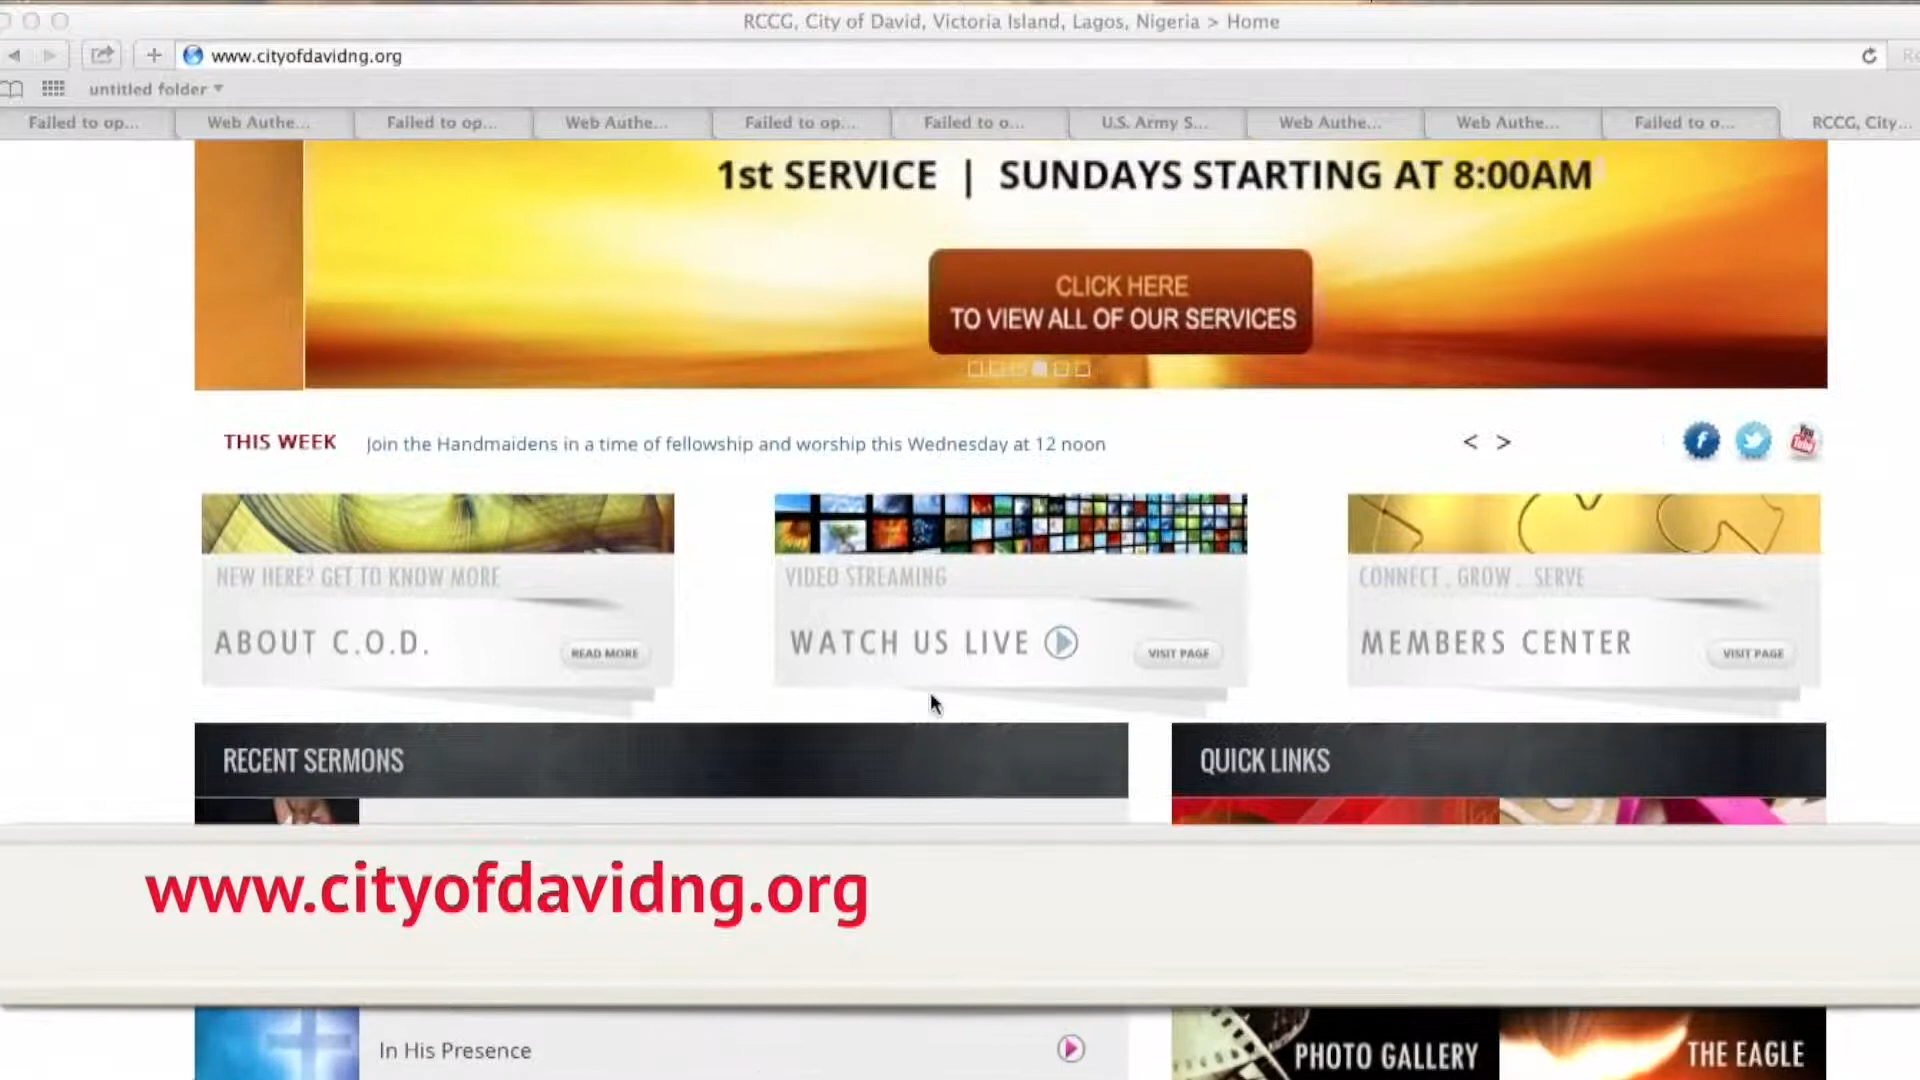 RCCG, City of David, Victoria Island, Lagos, Nigeria > Home
www.cityofdavidng.org
untitled folder
Failed to op... Web Authe... Failed to op... Web Authe... Failed to op... Failed to o... U.S. Army S... Web Authe... Web Authe... Failed to o... RCCG, City...
1st SERVICE | SUNDAYS STARTING AT 8:00AM
CLICK HERE
TO VIEW ALL OF OUR SERVICES
THIS WEEK Join the Handmaidens in a time of fellowship and worship this Wednesday at 12 noon < >
You
Tube
NEW HERE? GET TO KNOW MORE
ABOUT C.O.D.
READ MORE
VIDEO STREAMING
WATCH US LIVE
VISIT PAGE
CONNECT . GROW . SERVE
MEMBERS CENTER
VISIT PAGE
RECENT SERMONS
QUICK LINKS
www.cityofdavidng.org
In His Presence
PHOTO GALLERY
THE EAGLE